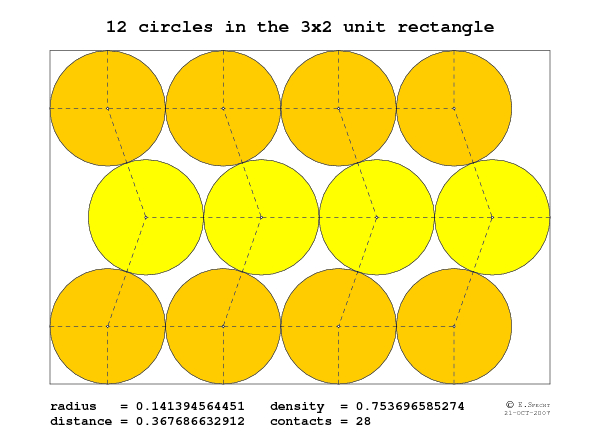 12 circles in the 3x2 unit rectangle
radius = 0.141394564451 density = 0.753696585274 © E.Specht
distance = 0.367686632912 contacts = 28 21-OCT-2007